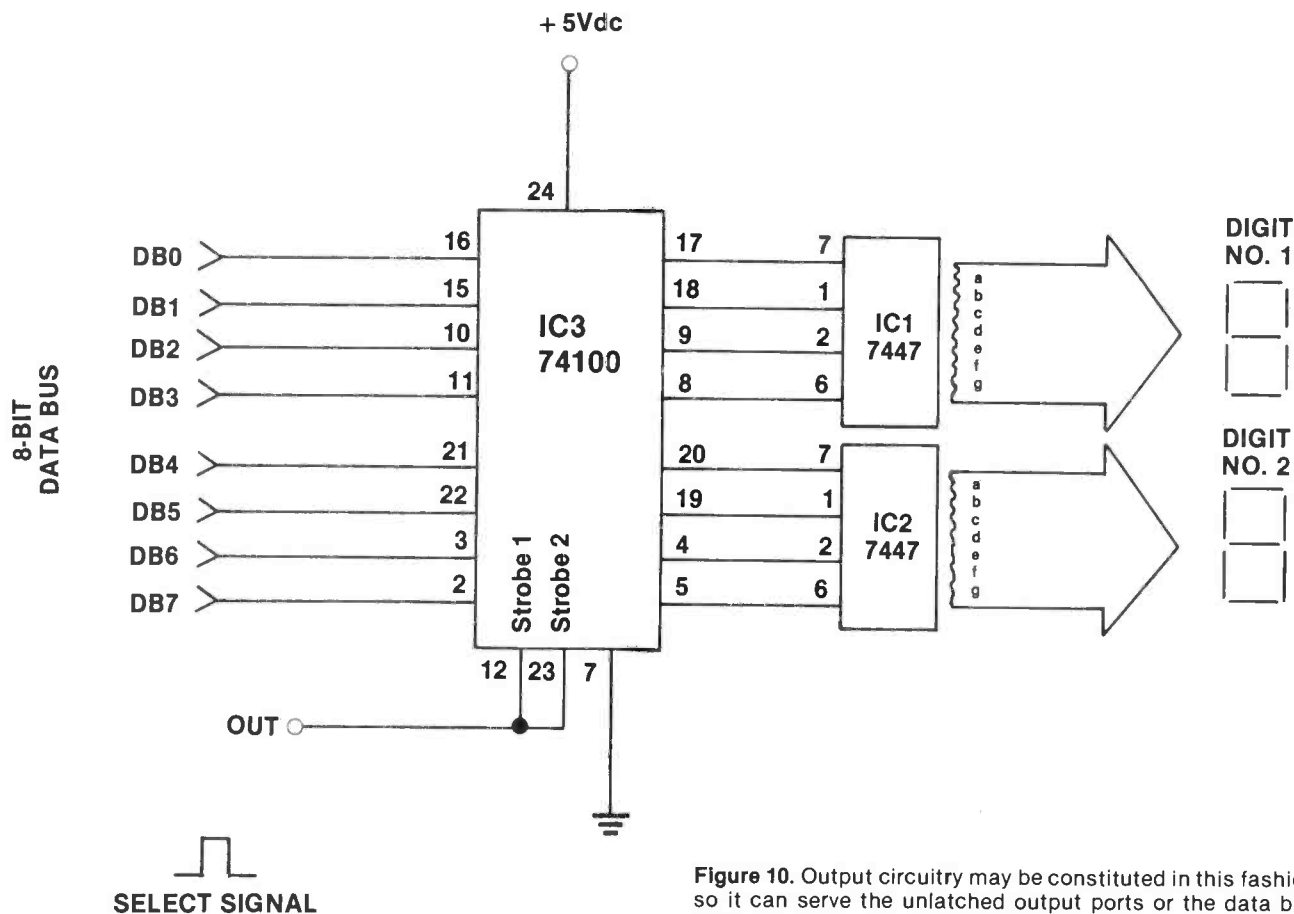 + 5Vdc
24
8-BIT
DATA BUS
DB0
DB1
DB2
DB3
DB4
DB5
DB6
DB7
16
15
10
11
21
22
3
2
IC3
74100
Strobe 1
Strobe 2
17
18
9
8
20
19
4
5
7
1
2
6
7
1
2
6
IC1
7447
IC2
7447
a
b
c
d
e
f
g
a
b
c
d
e
f
g
DIGIT
NO. 1
DIGIT
NO. 2
12 23 7
OUT
SELECT SIGNAL
Figure 10. Output circuitry may be constituted in this fashi
so it can serve the unlatched output ports or the data b